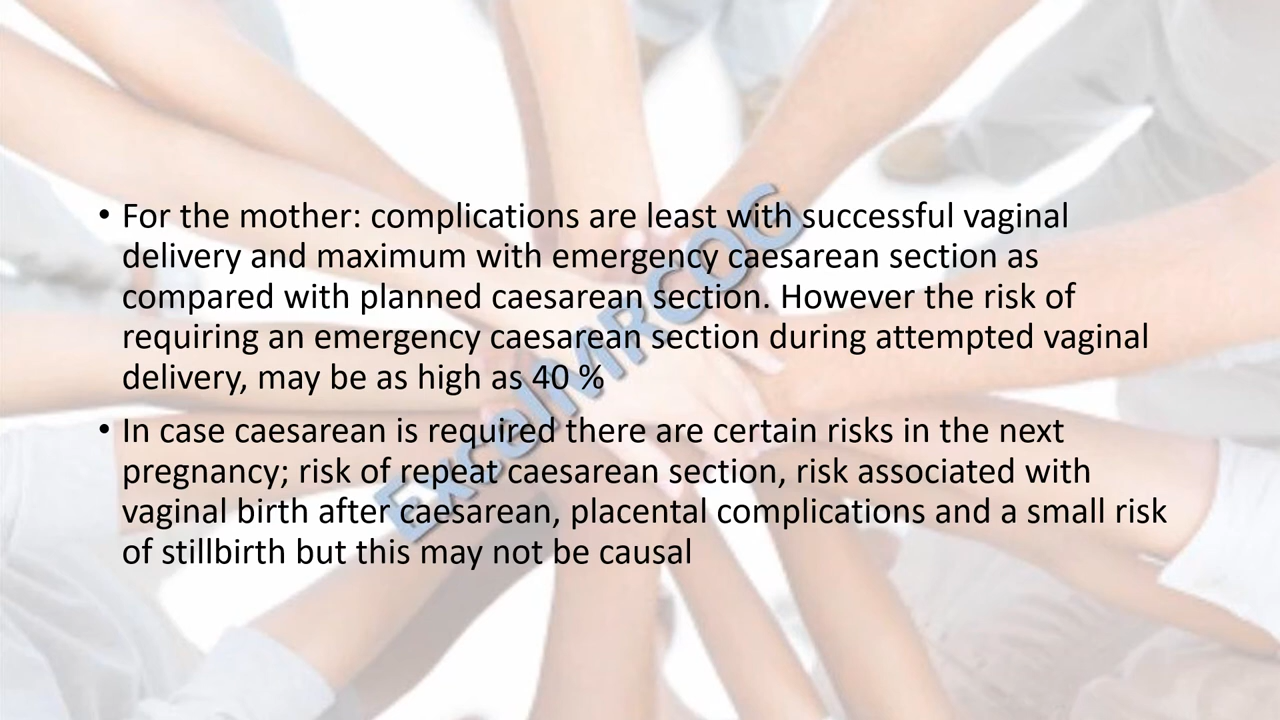 • For the mother: complications are least with successful vaginal
delivery and maximum with emergency caesarean section as
compared with planned caesarean section. However the risk of
requiring an emergency caesarean section during attempted vaginal
delivery, may be as high as 40 %
• In case caesarean is required there are certain risks in the next
pregnancy; risk of repeat caesarean section, risk associated with
vaginal birth after caesarean, placental complications and a small risk
of stillbirth but this may not be causal
ExcelMRCOG